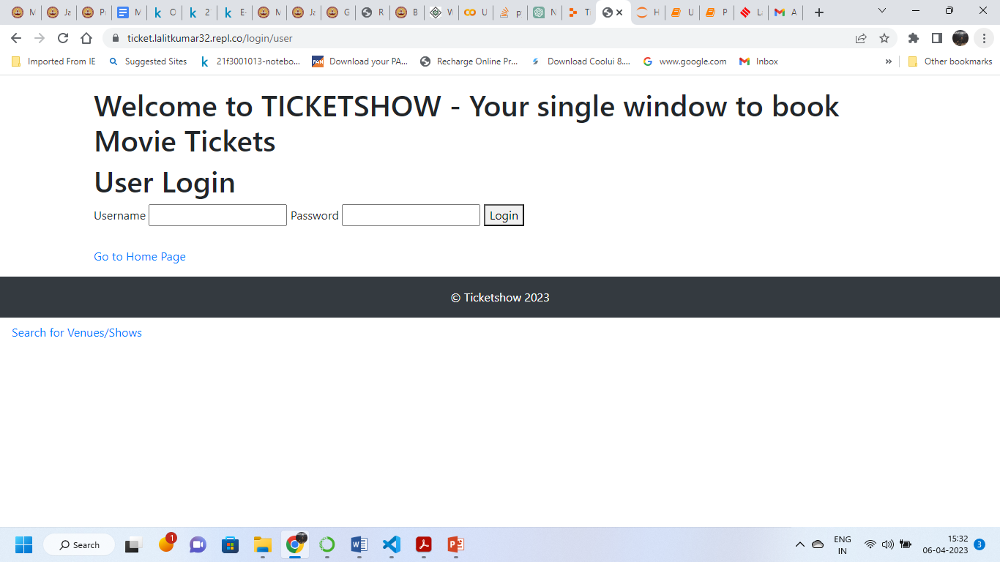 M
Ja
Pr
M
O
2
E-
M
Ja
G
R
B
W
U
p
N
Ti
H
U
P
La
M
A
ticket.lalitkumar32.repl.co/login/user
Imported From IE Suggested Sites 21f3001013-notebo... Download your PA... Recharge Online Pr... Download Coolui 8.... www.google.com Inbox » Other bookmarks
Welcome to TICKETSHOW - Your single window to book
Movie Tickets
User Login
Username Password Login
Go to Home Page
© Ticketshow 2023
Search for Venues/Shows
1
Search
ENG
IN
15:32
06-04-2023
3